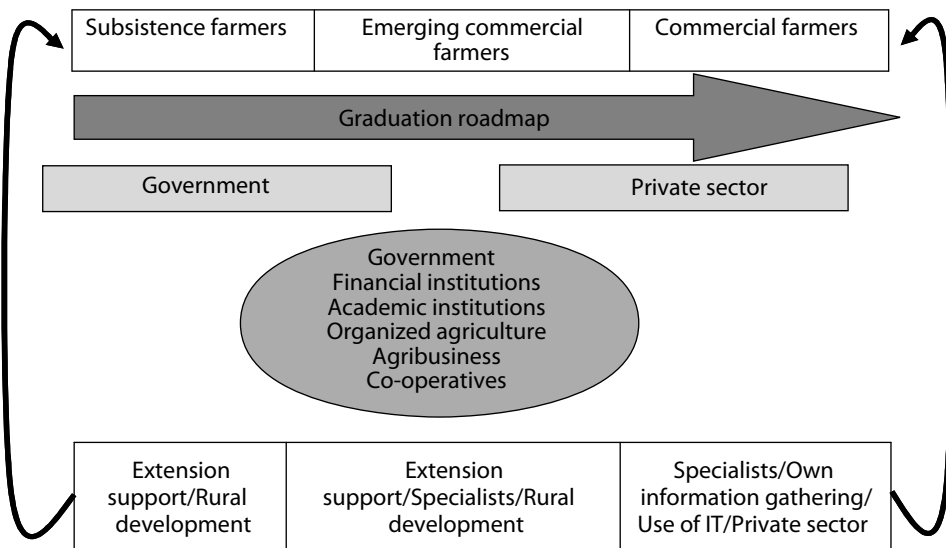 Subsistence farmers
Emerging commercial
farmers
Commercial farmers
Graduation roadmap
Government
Private sector
Government
Financial institutions
Academic institutions
Organized agriculture
Agribusiness
Co-operatives
Extension
support/Rural
development
Extension
support/Specialists/Rural
development
Specialists/Own
information gathering/
Use of IT/Private sector